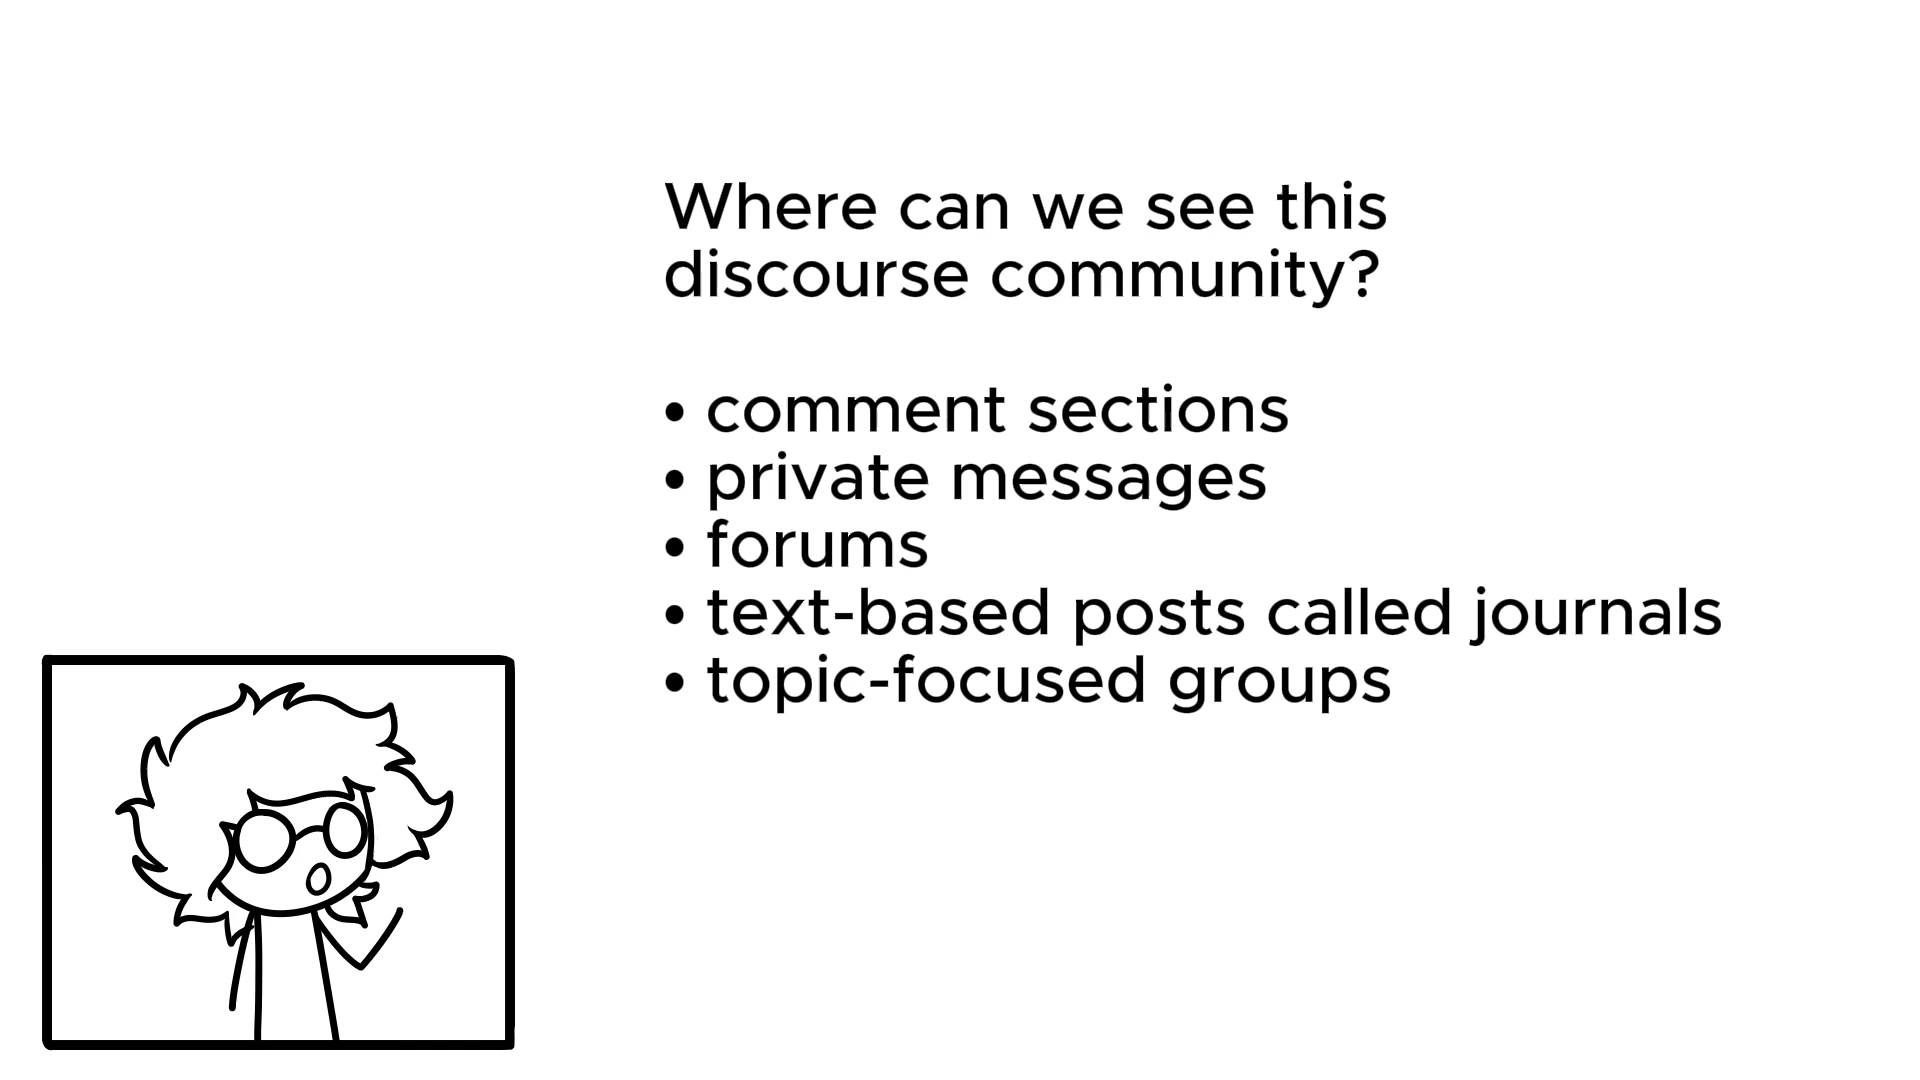 Where can we see this
discourse community?
• comment sections
• private messages
• forums
• text-based posts called journals
• topic-focused groups